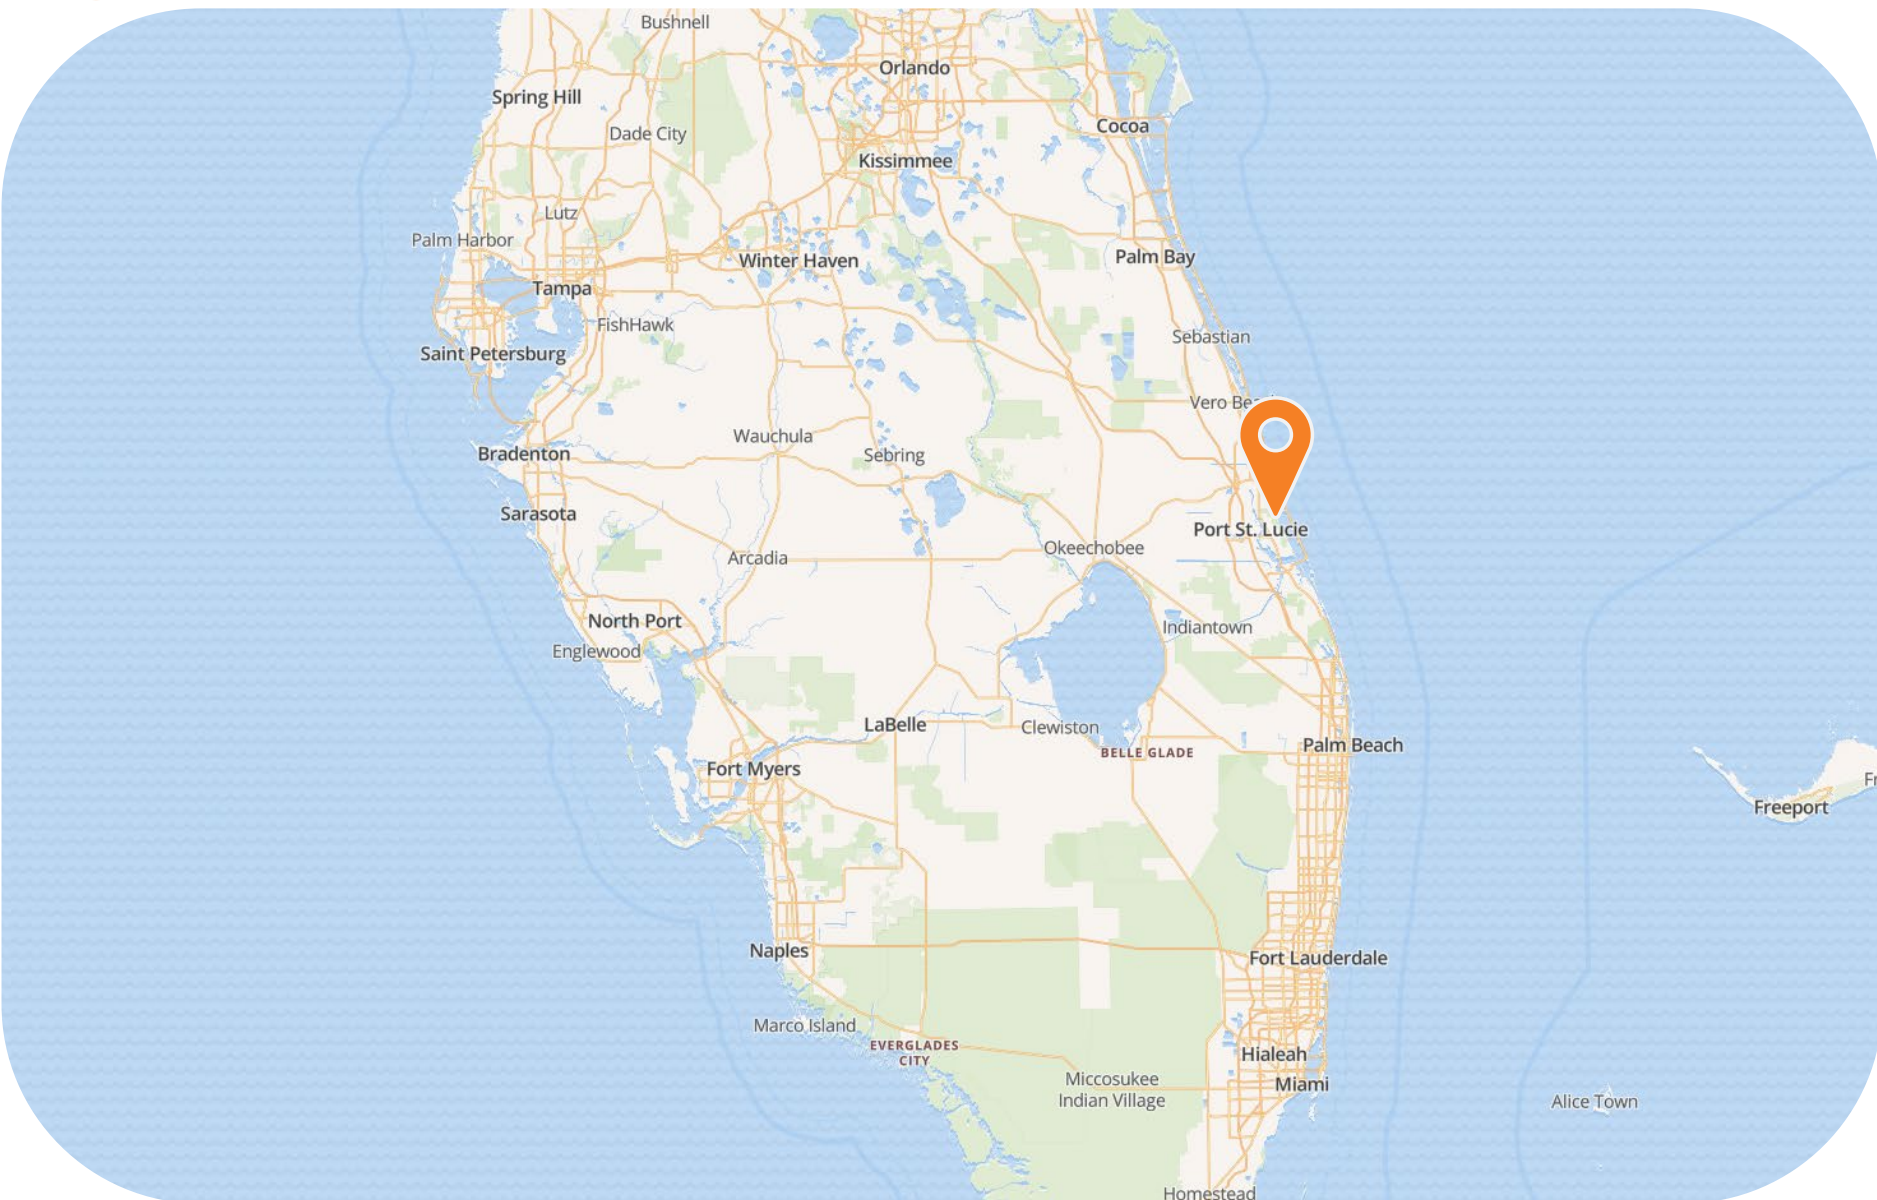 Bushnell
Orlando
Spring Hill
Cocoa
Dade City
Kissimmee
Lutz
Palm Harbor
Palm Bay
Winter Haven
Tampa
FishHawk
Sebastian
Saint Petersburg
Vero
Wauchula
Bradenton
Sebring
Sarasota
Port St. Lucie
Okeechobee
Arcadia
North Port
Indiantown
Englewood
LaBelle
Clewiston
Palm Beach
BELLE GLADE
Fort Myers
Freeport
Naples
Fort Lauderdale
Marco Island
EVERGLADES
CITY
Hialeah
Miccosukee
Indian Village
Miami
Alice Town
Homestead